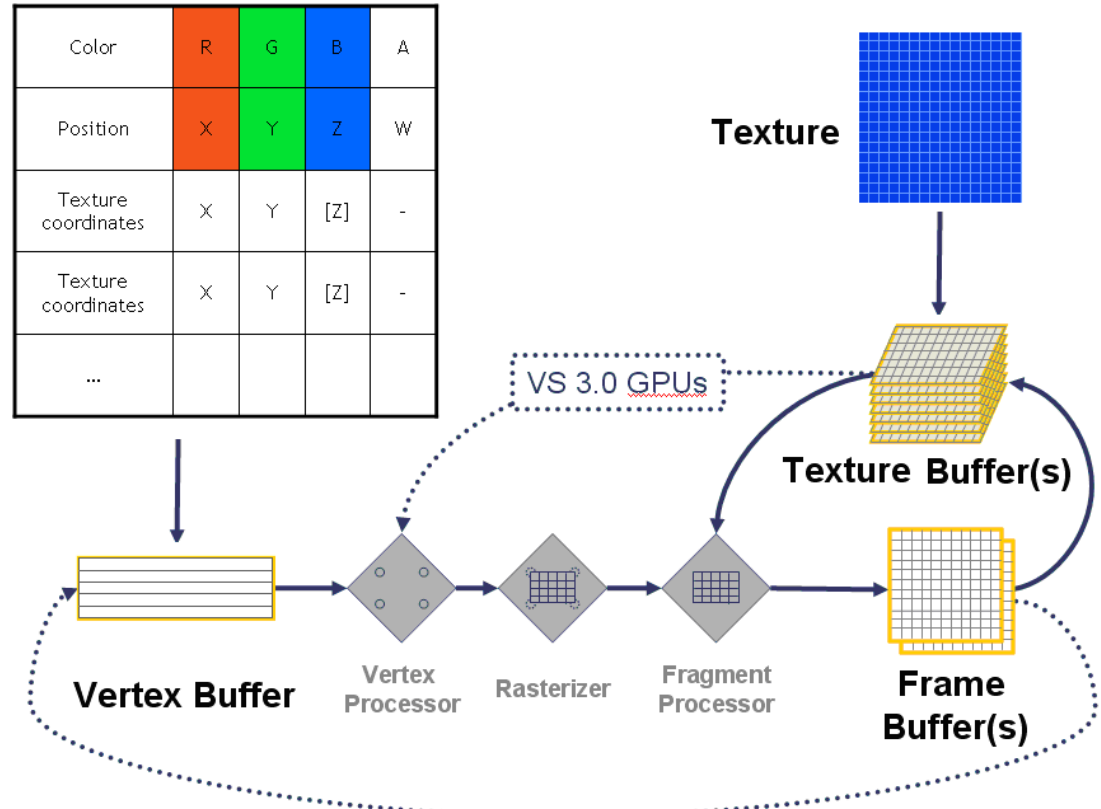 Color R G B A
Position X Y Z W
Texture
coordinates X Y [Z] -
Texture
coordinates X Y [Z] -
...
Texture
VS 3.0 GPUs
Texture Buffer(s)
Vertex Buffer
Vertex
Processor
Rasterizer
Fragment
Processor
Frame
Buffer(s)